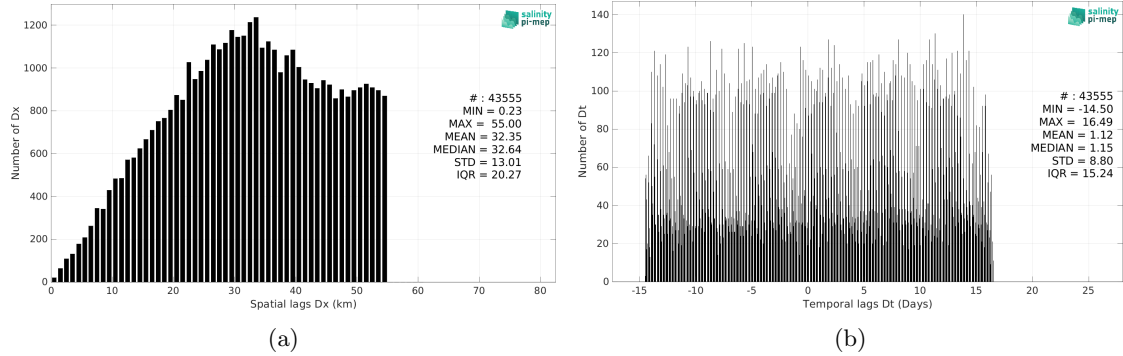 salinity
pi-mep
Number of Dx
1200
1000
800
600
400
200
0
# : 43555
MIN = 0.23
MAX = 55.00
MEAN = 32.35
MEDIAN = 32.64
STD = 13.01
IQR = 20.27
0 10 20 30 40 50 60 70 80
Spatial lags Dx (km)
(a)
salinity
pi-mep
Number of Dt
140
120
100
80
60
40
20
0
# : 43555
MIN = -14.50
MAX = 16.49
MEAN = 1.12
MEDIAN = 1.15
STD = 8.80
IQR = 15.24
-15 -10 -5 0 5 10 15 20 25
Temporal lags Dt (Days)
(b)